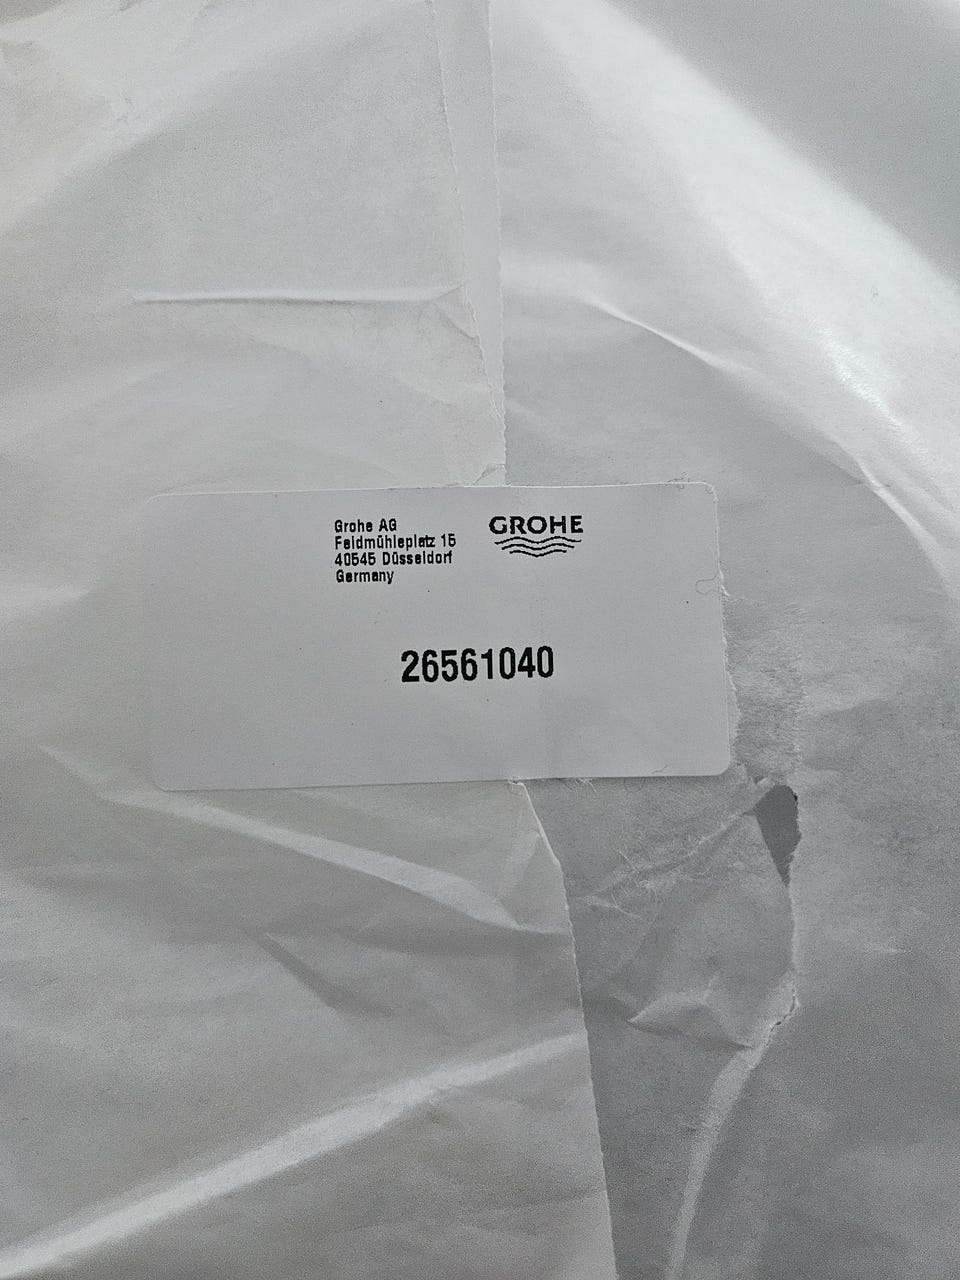 Grohe AG
Feldmühleplatz 15
40545 Düsseldorf
Germany
GROHE
26561040